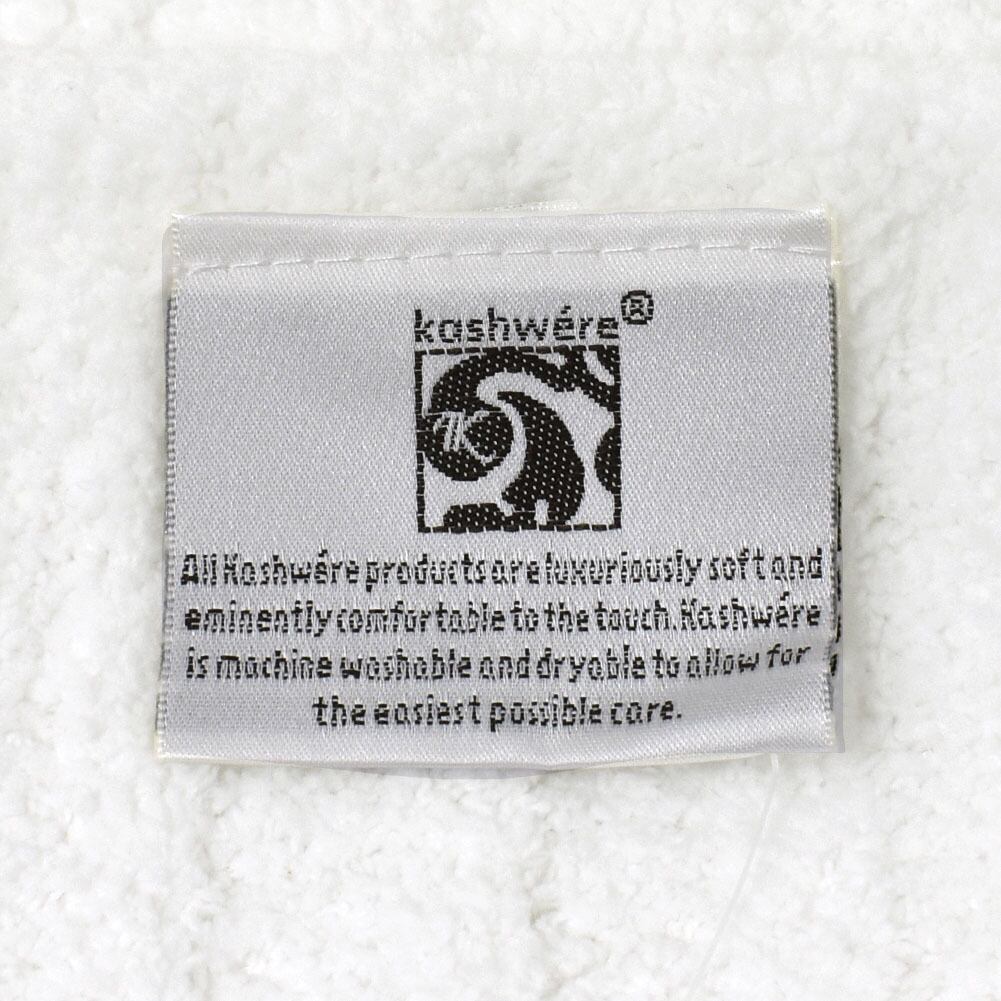 kashwére®
K
All Kashwére products are luxuriously soft and
eminently comfortable to the touch. Kashwére
is machine washable and dryable to allow for
the easiest possible care.